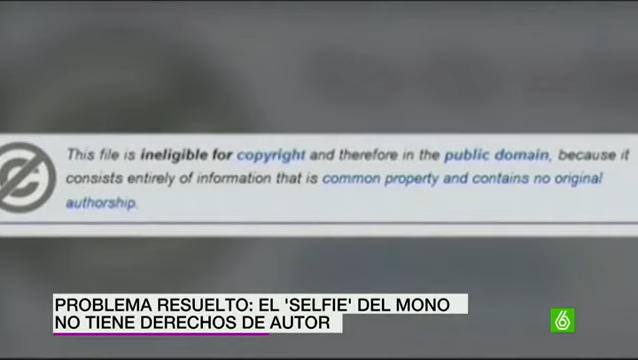 This file is ineligible for copyright and therefore in the public domain, because it
consists entirely of information that is common property and contains no original
authorship.
PROBLEMA RESUELTO: EL 'SELFIE' DEL MONO
NO TIENE DERECHOS DE AUTOR
6